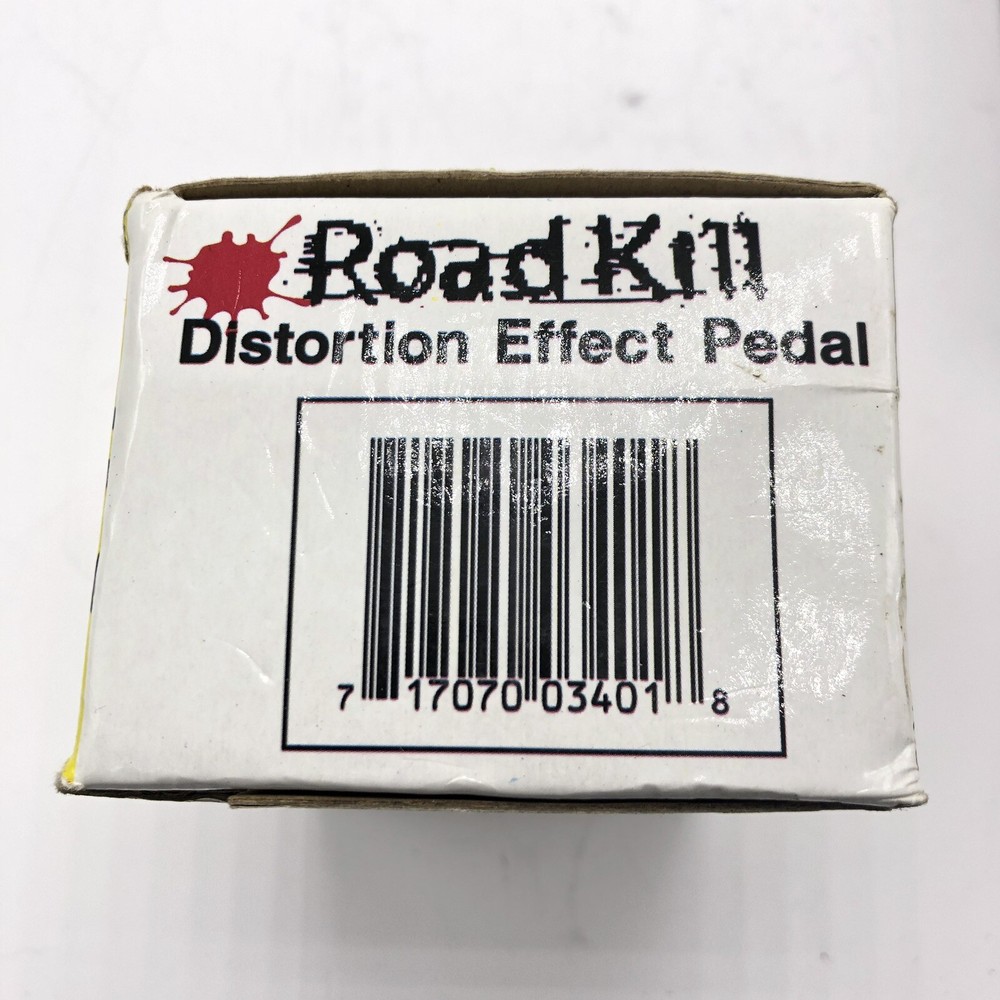 Road Kill
Distortion Effect Pedal
7 17070 03401 8